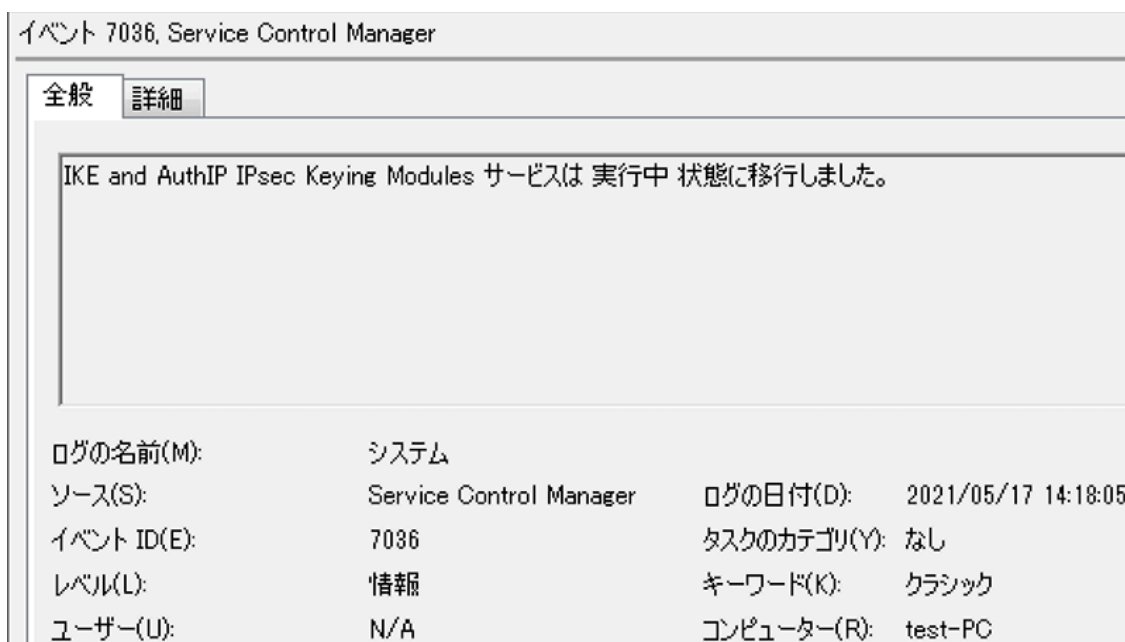 イベント 7036, Service Control Manager
全般 詳細
IKE and AuthIP IPsec Keying Modules サービスは 実行中 状態に移行しました。
ログの名前(M): システム
ソース(S): Service Control Manager ログの日付(D): 2021/05/17 14:18:05
イベント ID(E): 7036 タスクのカテゴリ(Y): なし
レベル(L): 情報 キーワード(K): クラシック
ユーザー(U): N/A コンピューター(R): test-PC